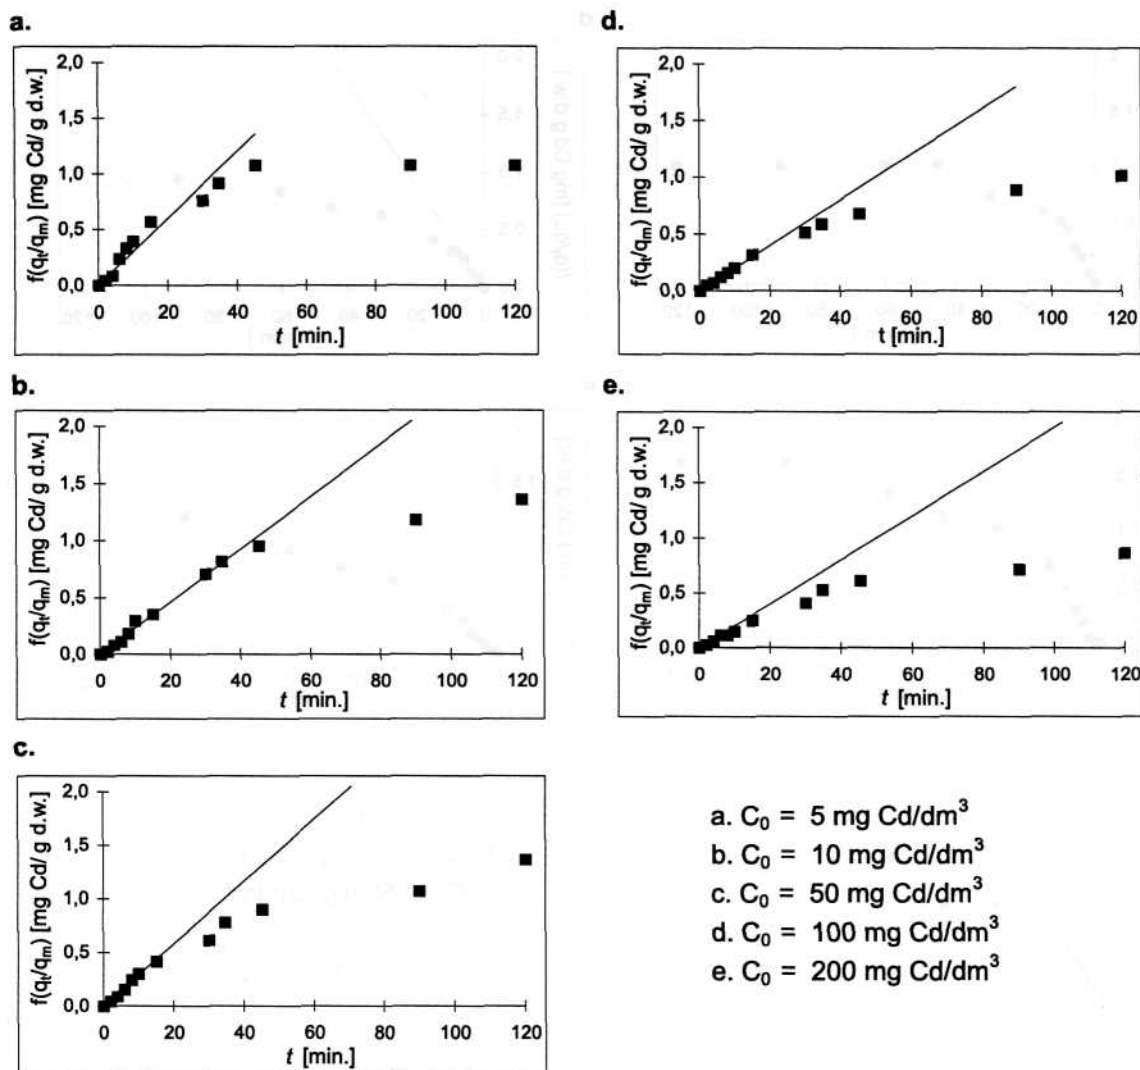 a.
f(qt/qm) [mg Cd/ g d.w.]
2,0
1,5
1,0
0,5
0,0
0 20 40 60 80 100 120
t [min.]
b.
f(qt/qm) [mg Cd/ g d.w.]
2,0
1,5
1,0
0,5
0,0
0 20 40 60 80 100 120
t [min.]
c.
f(qt/qm) [mg Cd/ g d.w.]
2,0
1,5
1,0
0,5
0,0
0 20 40 60 80 100 120
t [min.]
d.
f(qt/qm) [mg Cd/ g d.w.]
2,0
1,5
1,0
0,5
0,0
0 20 40 60 80 100 120
t [min.]
e.
f(qt/qm) [mg Cd/ g d.w.]
2,0
1,5
1,0
0,5
0,0
0 20 40 60 80 100 120
t [min.]
a. C₀ = 5 mg Cd/dm³
b. C₀ = 10 mg Cd/dm³
c. C₀ = 50 mg Cd/dm³
d. C₀ = 100 mg Cd/dm³
e. C₀ = 200 mg Cd/dm³